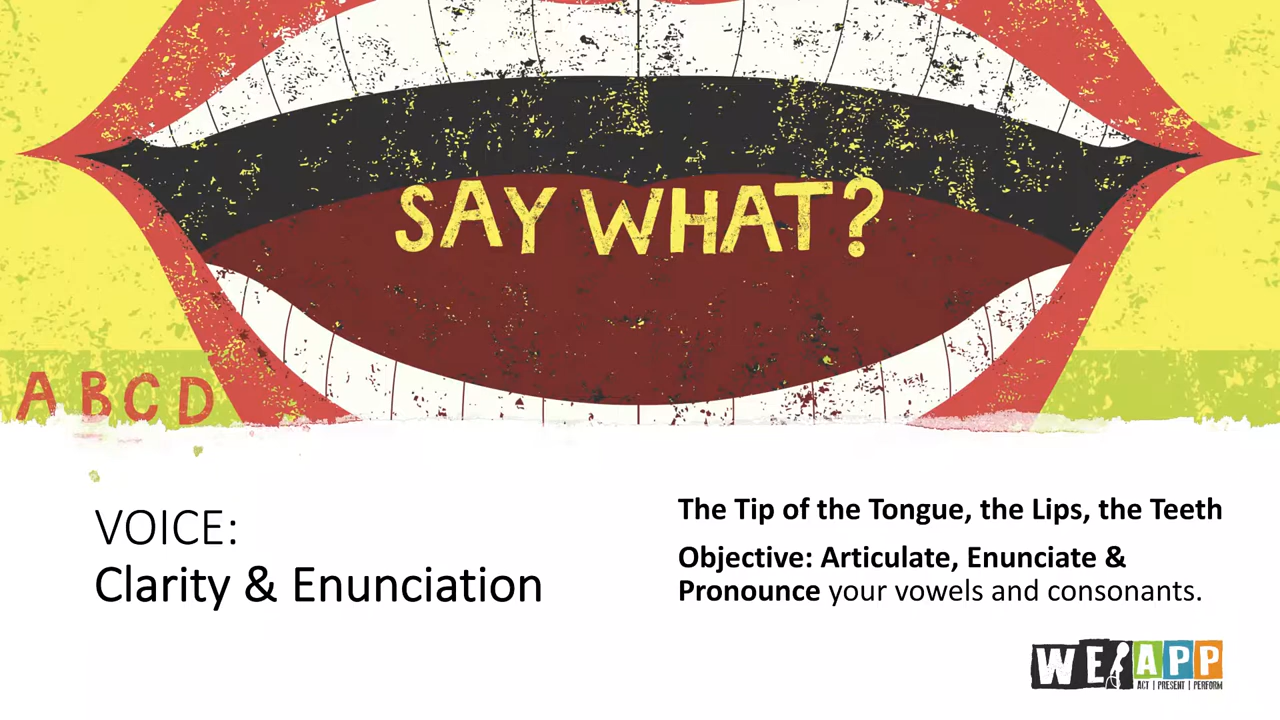 SAY WHAT?
A B C D
VOICE:
Clarity & Enunciation
The Tip of the Tongue, the Lips, the Teeth
Objective: Articulate, Enunciate &
Pronounce your vowels and consonants.
WE APP
ACT | PRESENT | PERFORM